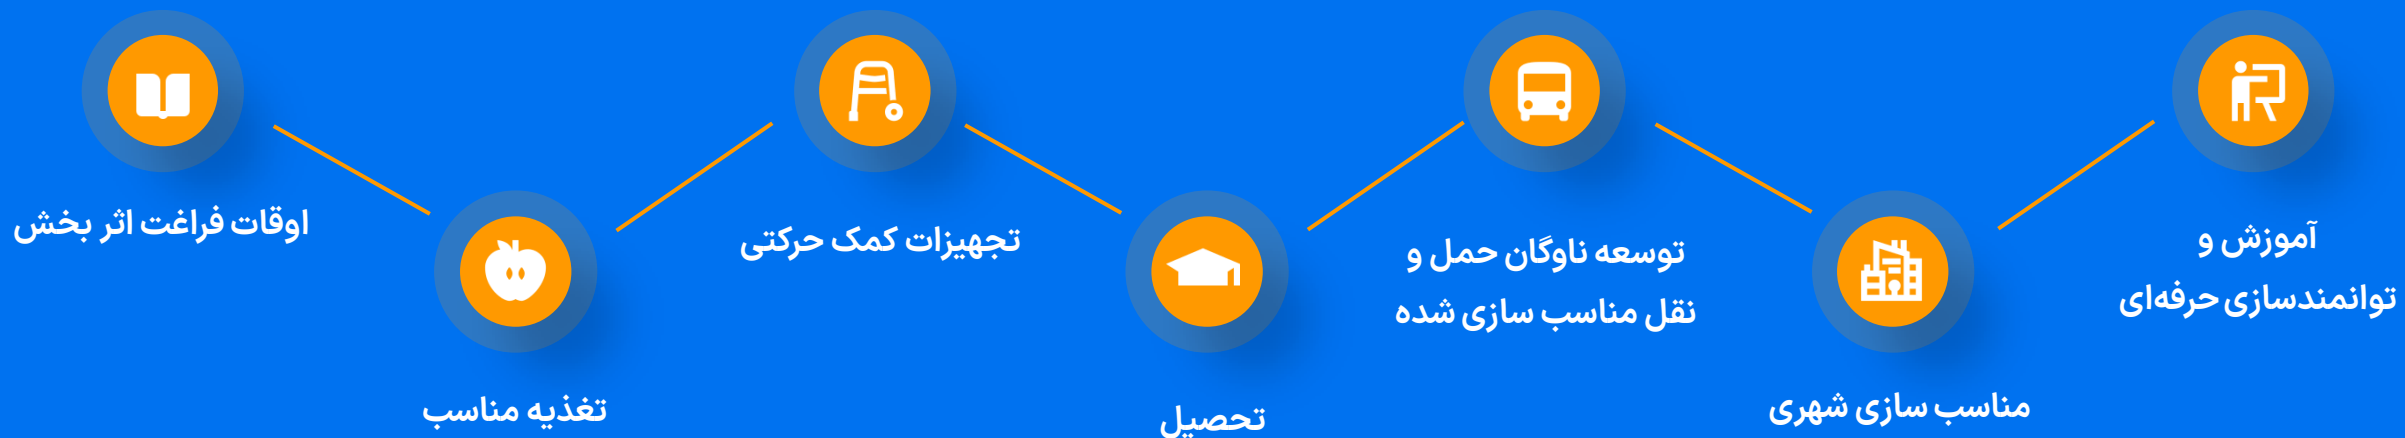 آموزش و
توانمندسازی حرفه‌ای
مناسب سازی شهری
توسعه ناوگان حمل و
نقل مناسب سازی شده
تحصیل
تجهیزات کمک حرکتی
تغذیه مناسب
اوقات فراغت اثر بخش